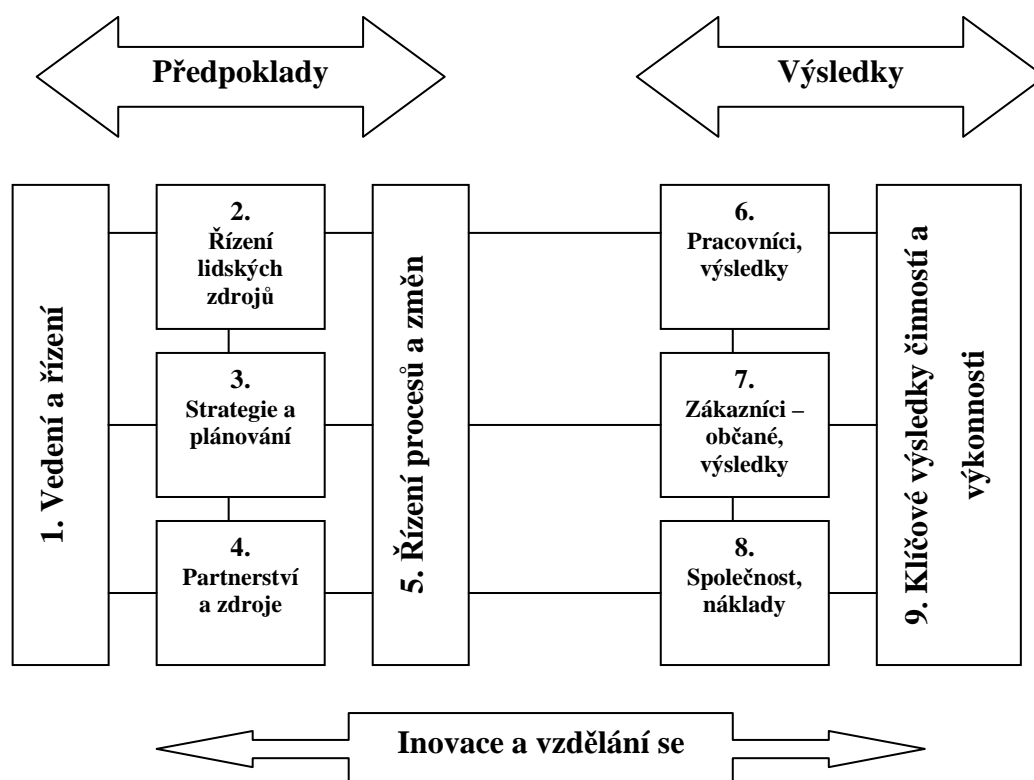 Předpoklady
Výsledky
1. Vedení a řízení
2.
Řízení
lidských
zdrojů
3.
Strategie a
plánování
4.
Partnerství
a zdroje
5. Řízení procesů a změn
6.
Pracovníci,
výsledky
7.
Zákazníci –
občané,
výsledky
8.
Společnost,
náklady
9. Klíčové výsledky činností a
výkonnosti
Inovace a vzdělání se